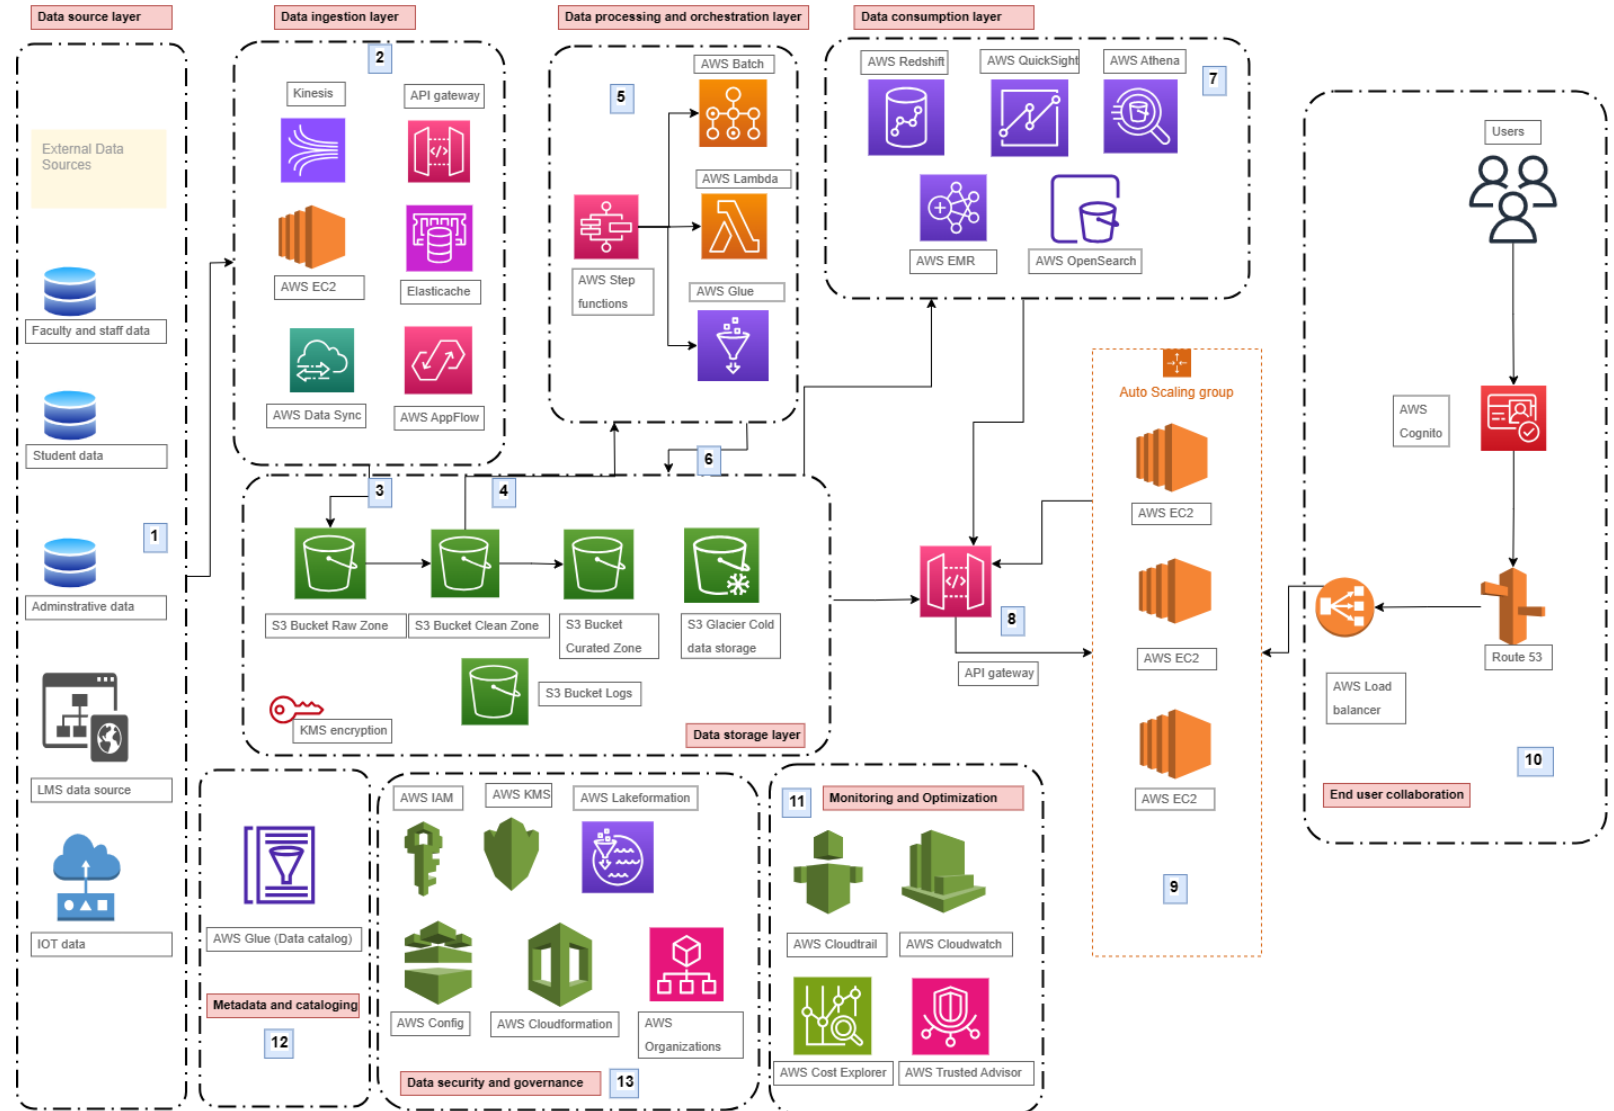 Data source layer
External Data
Sources
Faculty and staff data
Student data
1
Adminstrative data
LMS data source
IOT data
Data ingestion layer
2
Kinesis
API gateway
AWS EC2
Elasticache
AWS Data Sync
AWS AppFlow
Data processing and orchestration layer
5
AWS Batch
AWS Lambda
AWS Step
functions
AWS Glue
Data consumption layer
AWS Redshift
AWS QuickSight
AWS Athena
7
AWS EMR
AWS OpenSearch
3
4
6
S3 Bucket Raw Zone
S3 Bucket Clean Zone
S3 Bucket
Curated Zone
S3 Glacier Cold
data storage
S3 Bucket Logs
KMS encryption
Data storage layer
8
API gateway
Auto Scaling group
AWS EC2
AWS EC2
AWS EC2
9
Users
AWS
Cognito
Route 53
AWS Load
balancer
10
End user collaboration
AWS Glue (Data catalog)
Metadata and cataloging
12
AWS IAM
AWS KMS
AWS Lakeformation
AWS Config
AWS Cloudformation
AWS
Organizations
Data security and governance
13
11
Monitoring and Optimization
AWS Cloudtrail
AWS Cloudwatch
AWS Cost Explorer
AWS Trusted Advisor